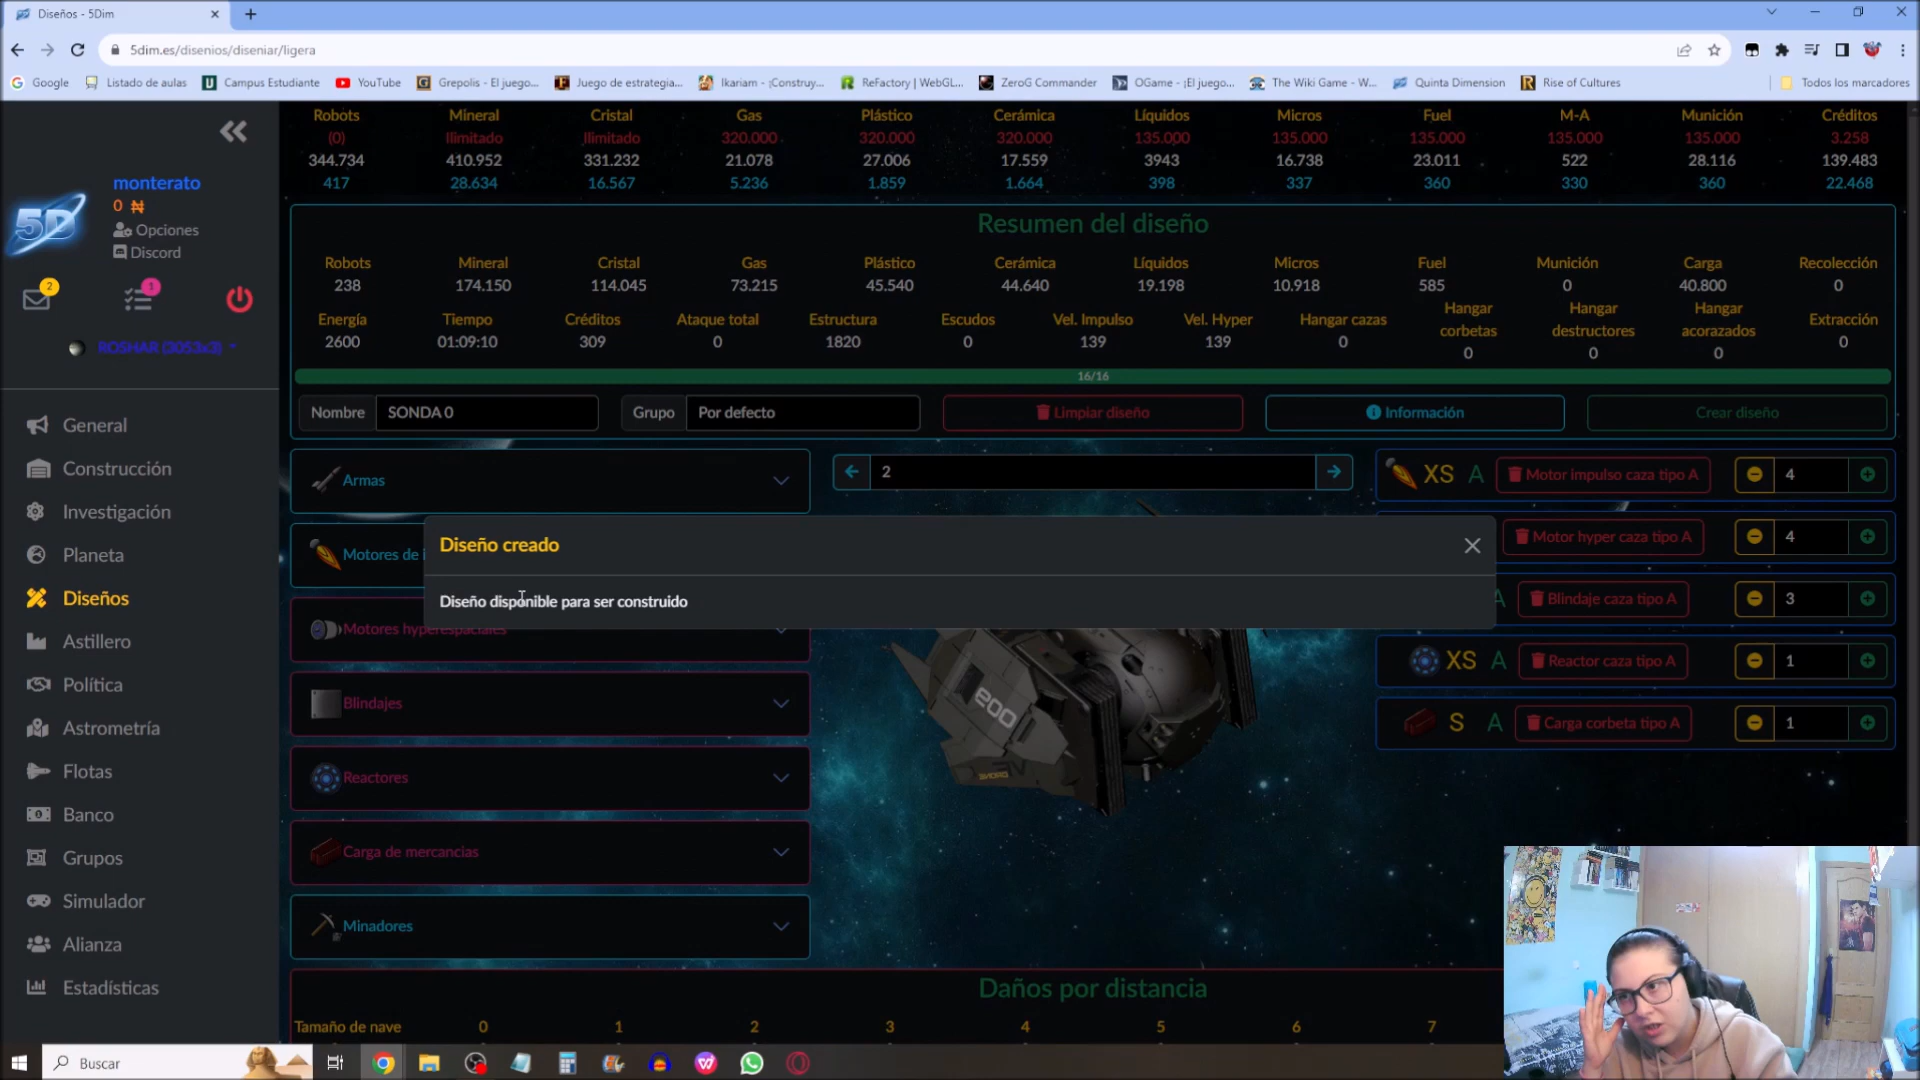 Diseños - 5Dim
5dim.es/disenios/diseniar/ligera
Google Listado de aulas Campus Estudiante YouTube Grepolis - El juego... Juego de estrategia... Ikariam - ¡Construy... ReFactory | WebGL... ZeroG Commander OGame - ¡El juego... The Wiki Game - W... Quinta Dimension Rise of Cultures Todos los marcadores
Robots Mineral Cristal Gas Plástico Cerámica Líquidos Micros Fuel M-A Munición Créditos
(0) Ilimitado Ilimitado 320.000 320.000 320.000 135.000 135.000 135.000 135.000 135.000 3.258
344.734 410.952 331.232 21.078 27.006 17.559 3943 16.738 23.011 522 28.116 139.483
417 28.634 16.567 5.236 1.859 1.664 398 337 360 330 360 22.468
5D
monterato
0
Opciones
Discord
2 1
ROSHAR (3053x3)
General
Construcción
Investigación
Planeta
Diseños
Astillero
Política
Astrometría
Flotas
Banco
Grupos
Simulador
Alianza
Estadísticas
Resumen del diseño
Robots Mineral Cristal Gas Plástico Cerámica Líquidos Micros Fuel Munición Carga Recolección
238 174.150 114.045 73.215 45.540 44.640 19.198 10.918 585 0 40.800 0
Energía Tiempo Créditos Ataque total Estructura Escudos Vel. Impulso Vel. Hyper Hangar cazas Hangar corbetas Hangar destructores Hangar acorazados Extracción
2600 01:09:10 309 0 1820 0 139 139 0 0 0 0 0
16/16
Nombre SONDA 0 Grupo Por defecto Limpiar diseño Información Crear diseño
Armas
2
XS A Motor impulso caza tipo A 4
Motores de i
Motor hyper caza tipo A 4
Diseño creado
Diseño disponible para ser construido
A Blindaje caza tipo A 3
Motores hyperespaciales
XS A Reactor caza tipo A 1
Blindajes
S A Carga corbeta tipo A 1
E00
Reactores
Carga de mercancias
Minadores
Daños por distancia
Tamaño de nave 0 1 2 3 4 5 6 7
Buscar